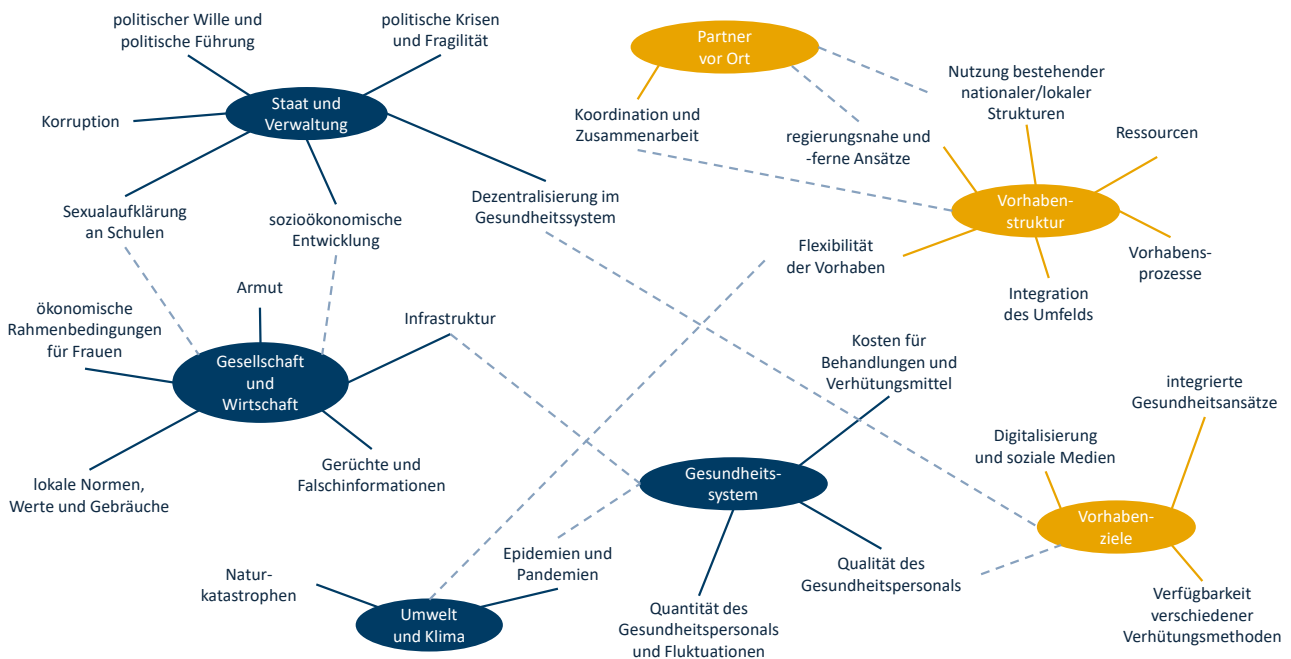 politischer Wille und
politische Führung
politische Krisen
und Fragilität
Staat und
Verwaltung
Korruption
Sexualaufklärung
an Schulen
sozioökonomische
Entwicklung
Dezentralisierung im
Gesundheitssystem
Partner
vor Ort
Koordination und
Zusammenarbeit
regierungsnahe und
-ferne Ansätze
Nutzung bestehender
nationaler/lokaler
Strukturen
Ressourcen
Vorhaben-
struktur
Flexibilität
der Vorhaben
Vorhabens-
prozesse
Integration
des Umfelds
Armut
ökonomische
Rahmenbedingungen
für Frauen
Infrastruktur
Gesellschaft
und
Wirtschaft
lokale Normen,
Werte und Gebräuche
Gerüchte und
Falschinformationen
Kosten für
Behandlungen und
Verhütungsmittel
Gesundheits-
system
Qualität des
Gesundheitspersonals
Quantität des
Gesundheitspersonals
und Fluktuationen
integrierte
Gesundheitsansätze
Digitalisierung
und soziale Medien
Vorhaben-
ziele
Verfügbarkeit
verschiedener
Verhütungsmethoden
Epidemien und
Pandemien
Natur-
katastrophen
Umwelt
und Klima